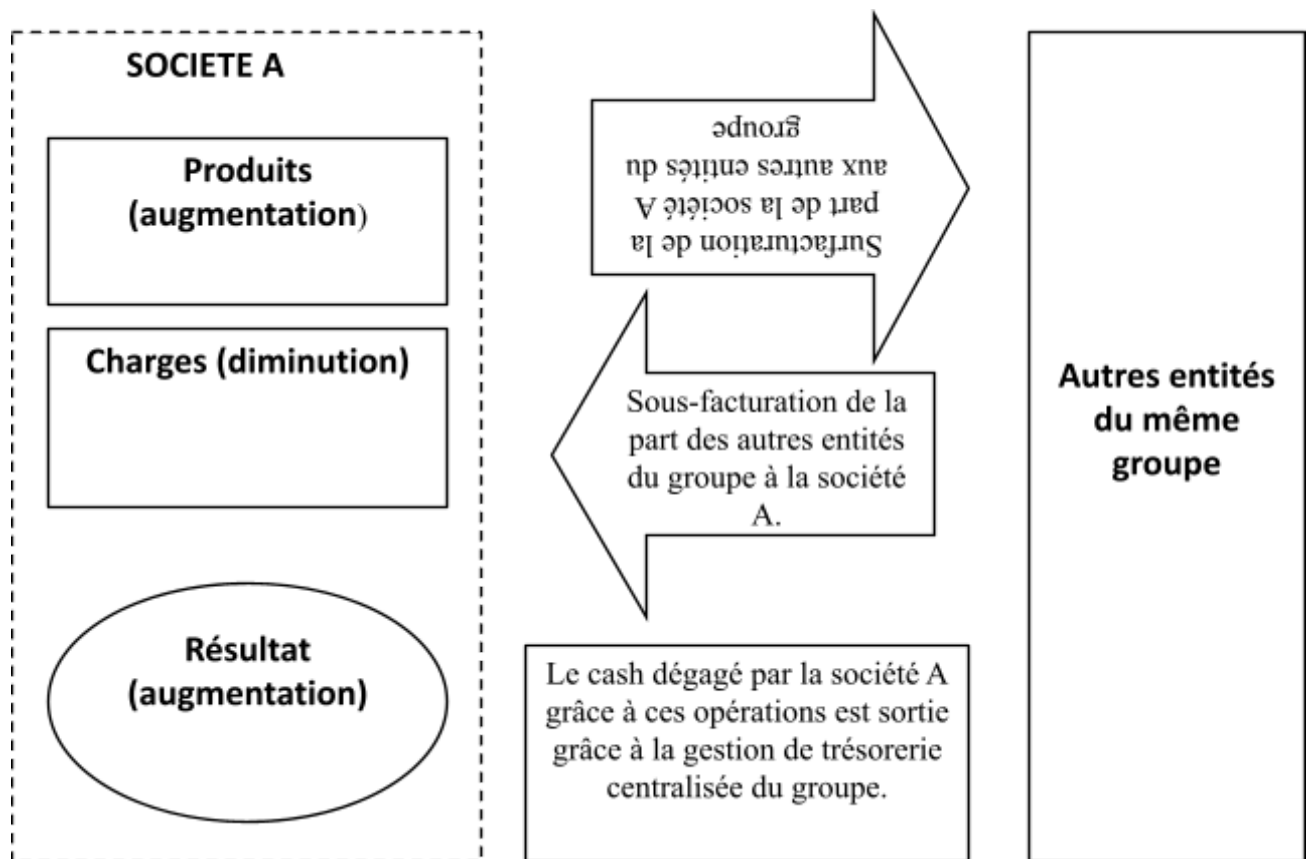 SOCIETE A
Produits
(augmentation)
Charges (diminution)
Résultat
(augmentation)
Surfacturation de la
part de la société A
aux autres entités du
groupe
Sous-facturation de la
part des autres entités
du groupe à la société
A.
Le cash dégagé par la société A
grâce à ces opérations est sortie
grâce à la gestion de trésorerie
centralisée du groupe.
Autres entités
du même
groupe